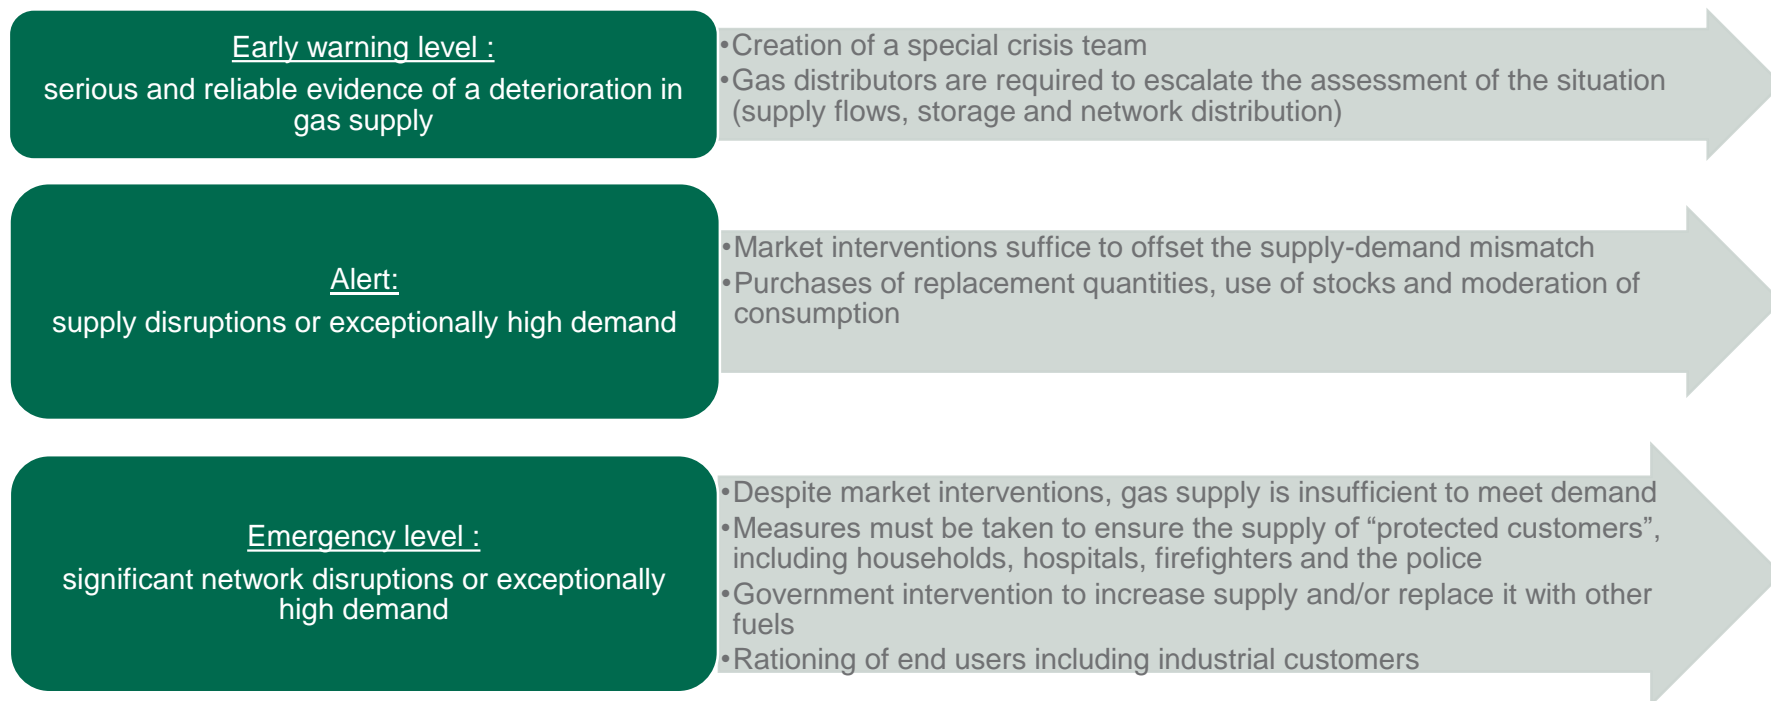 Early warning level :
serious and reliable evidence of a deterioration in
gas supply
•Creation of a special crisis team
•Gas distributors are required to escalate the assessment of the situation
(supply flows, storage and network distribution)
Alert:
supply disruptions or exceptionally high demand
•Market interventions suffice to offset the supply-demand mismatch
•Purchases of replacement quantities, use of stocks and moderation of
consumption
Emergency level :
significant network disruptions or exceptionally
high demand
•Despite market interventions, gas supply is insufficient to meet demand
•Measures must be taken to ensure the supply of “protected customers”,
including households, hospitals, firefighters and the police
•Government intervention to increase supply and/or replace it with other
fuels
•Rationing of end users including industrial customers